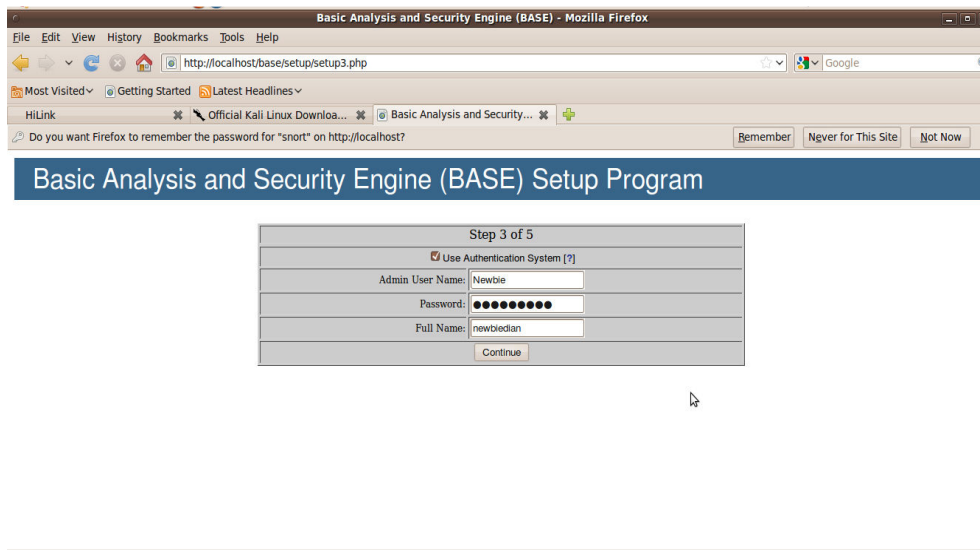 Basic Analysis and Security Engine (BASE) - Mozilla Firefox
File Edit View History Bookmarks Tools Help
http://localhost/base/setup/setup3.php
Google
Most Visited Getting Started Latest Headlines
HiLink Official Kali Linux Downloa... Basic Analysis and Security...
Do you want Firefox to remember the password for "snort" on http://localhost? Remember Never for This Site Not Now
Basic Analysis and Security Engine (BASE) Setup Program
Step 3 of 5
Use Authentication System [?]
Admin User Name: Newbie
Password: ●●●●●●●●●
Full Name: newbiedian
Continue